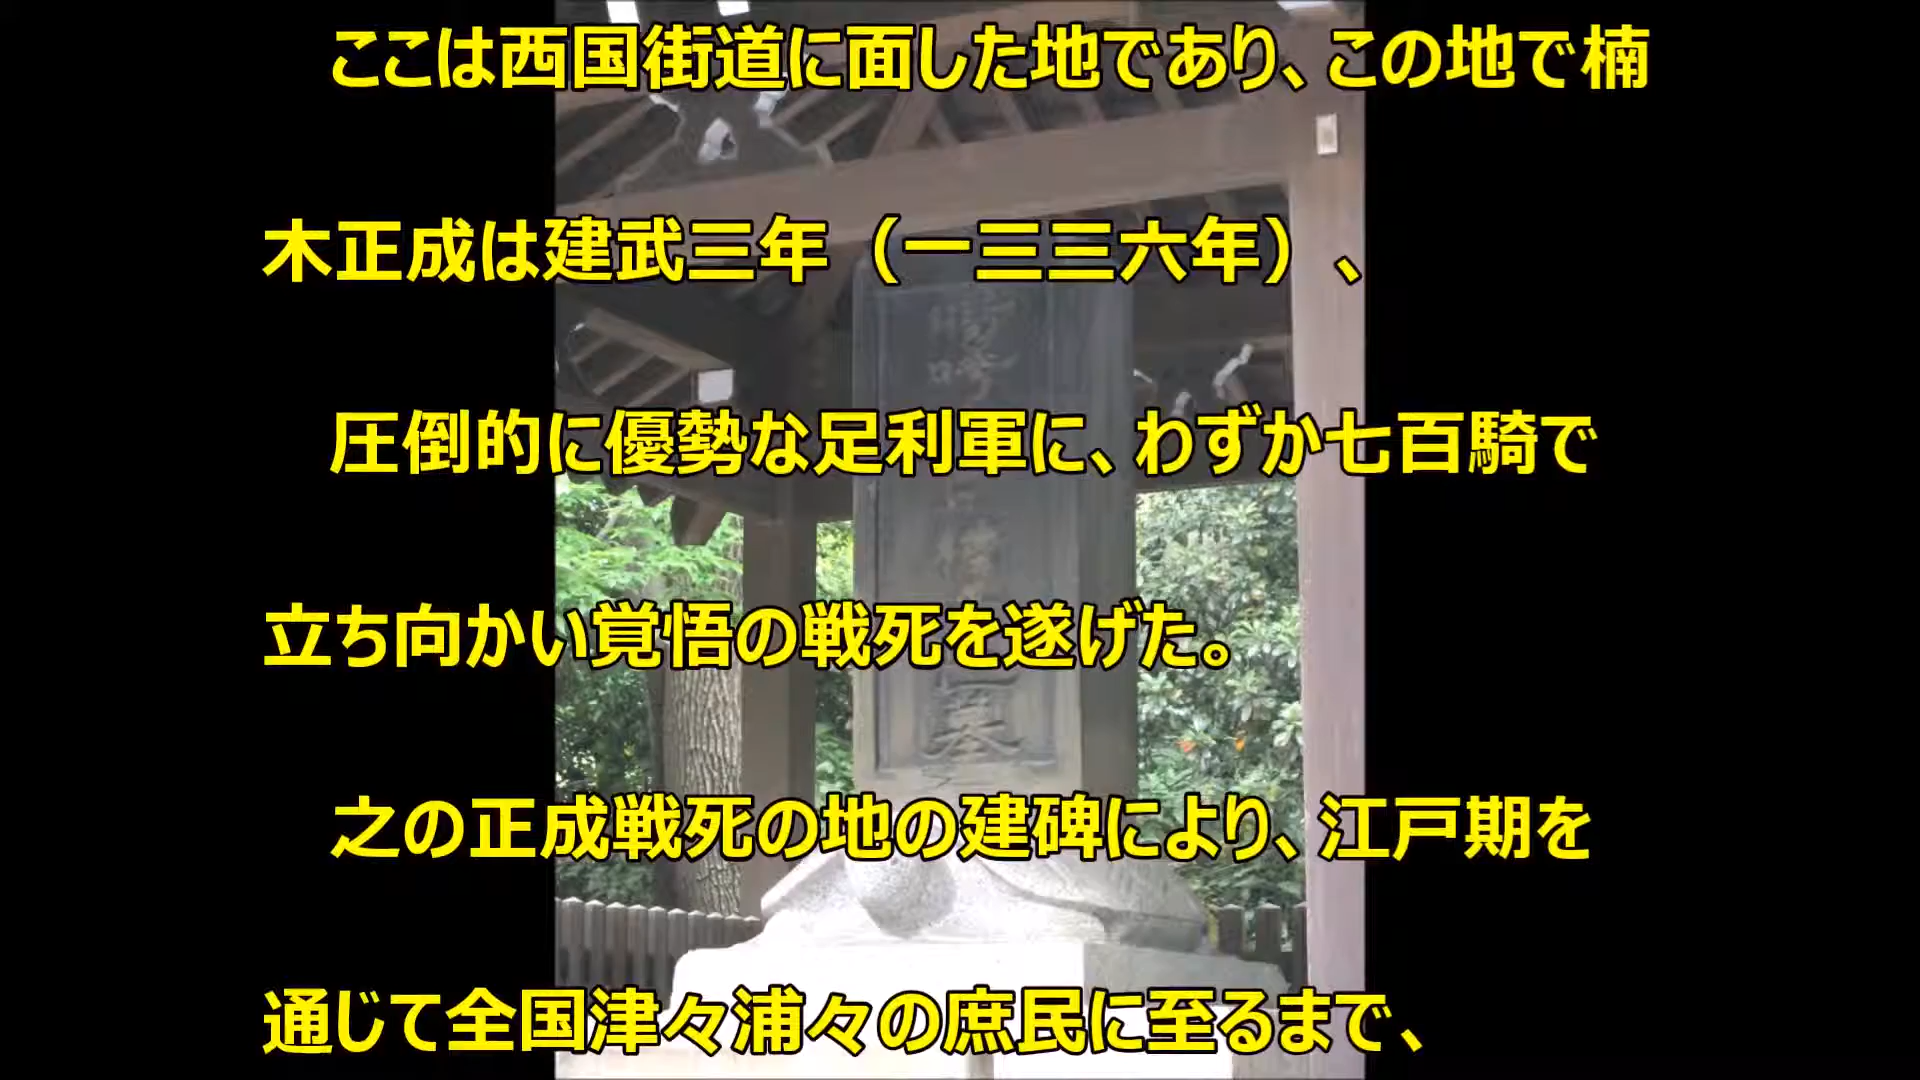 ここは西国街道に面した地であり、この地で楠
木正成は建武三年（一三三六年）、
圧倒的に優勢な足利軍に、わずか七百騎で
立ち向かい覚悟の戦死を遂げた。
之の正成戦死の地の建碑により、江戸期を
通じて全国津々浦々の庶民に至るまで、
嗚呼
墓